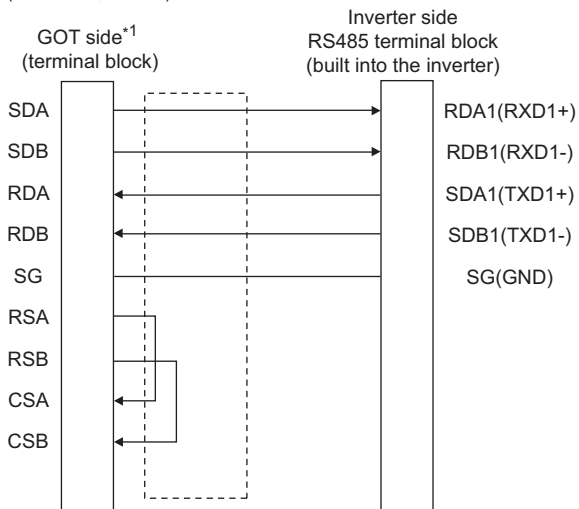 GOT side*1
(terminal block)
Inverter side
RS485 terminal block
(built into the inverter)
SDA
RDA1(RXD1+)
SDB
RDB1(RXD1-)
RDA
SDA1(TXD1+)
RDB
SDB1(TXD1-)
SG
SG(GND)
RSA
RSB
CSA
CSB